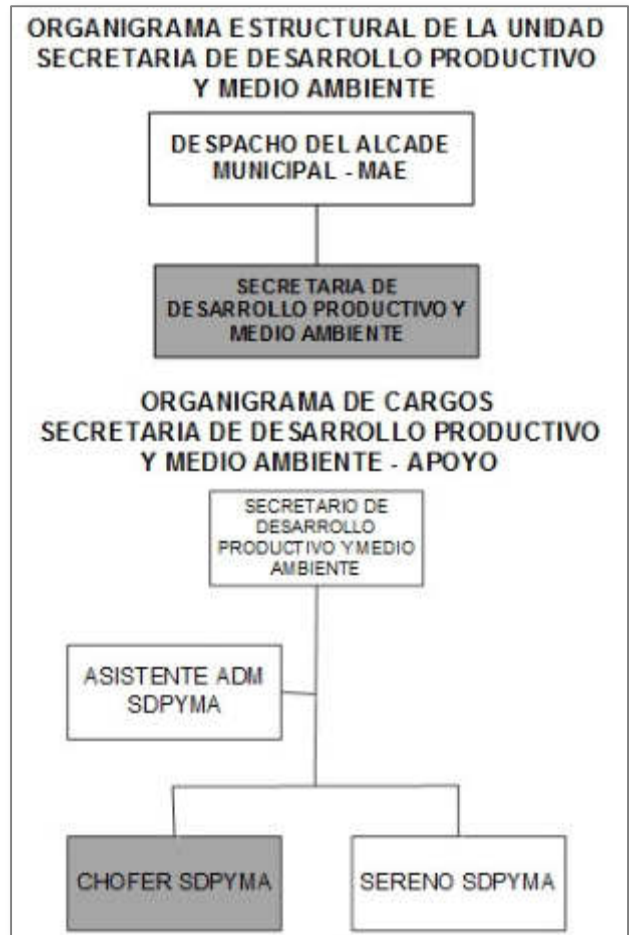 ORGANIGRAMA ESTRUCTURAL DE LA UNIDAD
SECRETARIA DE DESARROLLO PRODUCTIVO
Y MEDIO AMBIENTE
DESPACHO DEL ALCADE
MUNICIPAL - MAE
SECRETARIA DE
DESARROLLO PRODUCTIVO Y
MEDIO AMBIENTE
ORGANIGRAMA DE CARGOS
SECRETARIA DE DESARROLLO PRODUCTIVO
Y MEDIO AMBIENTE - APOYO
SECRETARIO DE
DESARROLLO
PRODUCTIVO Y MEDIO
AMBIENTE
ASISTENTE ADM
SDPYMA
CHOFER SDPYMA
SERENO SDPYMA